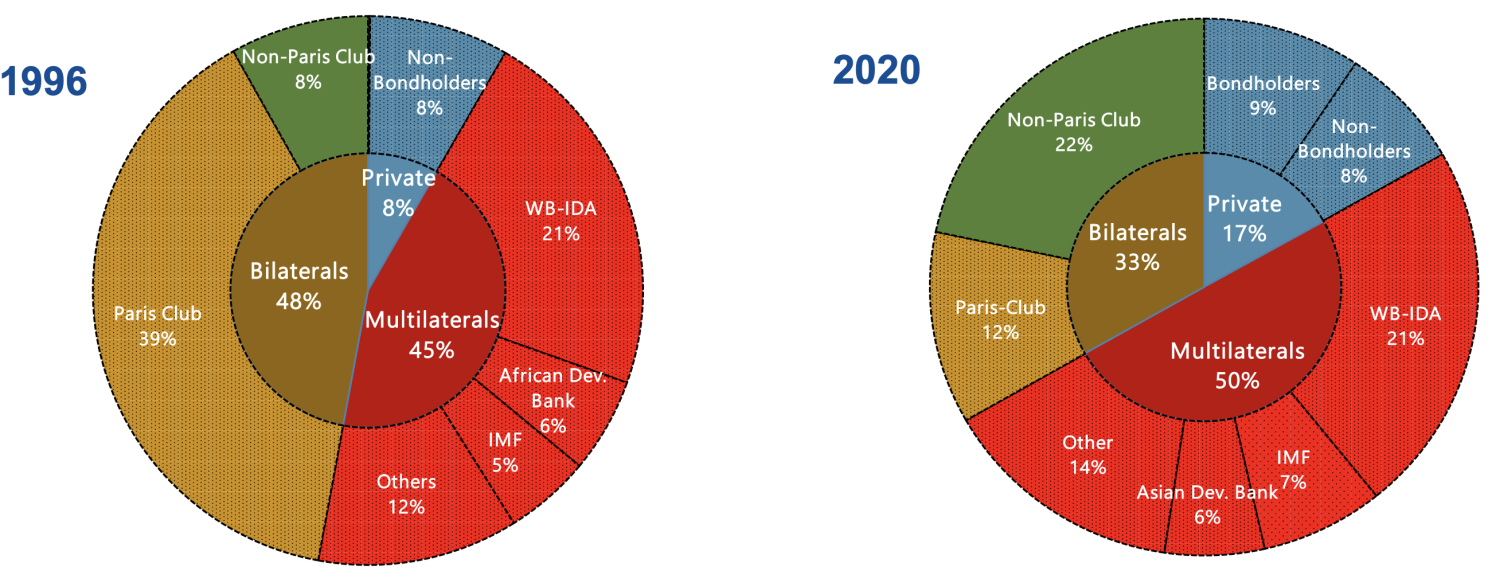 1996
Non-Paris Club
8%
Non-
Bondholders
8%
Private
8%
WB-IDA
21%
Bilaterals
48%
Paris Club
39%
Multilaterals
45%
African Dev.
Bank
6%
IMF
5%
Others
12%
2020
Bondholders
9%
Non-
Bondholders
8%
Non-Paris Club
22%
Private
17%
Bilaterals
33%
Paris-Club
12%
WB-IDA
21%
Multilaterals
50%
Other
14%
IMF
7%
Asian Dev. Bank
6%